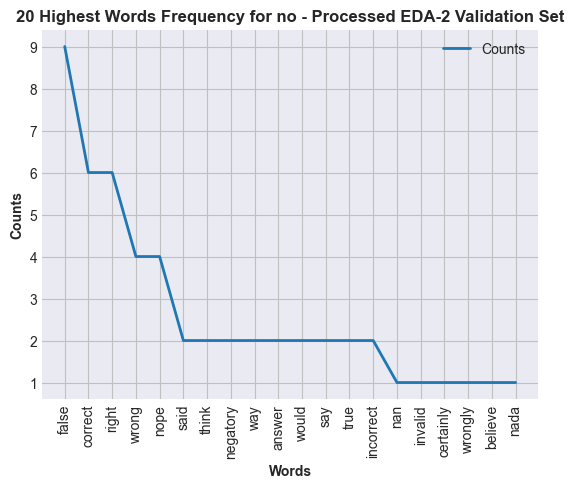 20 Highest Words Frequency for no - Processed EDA-2 Validation Set
Counts
9
8
7
6
5
4
3
2
1
Counts
false
correct
right
wrong
nope
said
think
negatory
way
answer
would
say
true
incorrect
nan
invalid
certainly
wrongly
believe
nada
Words